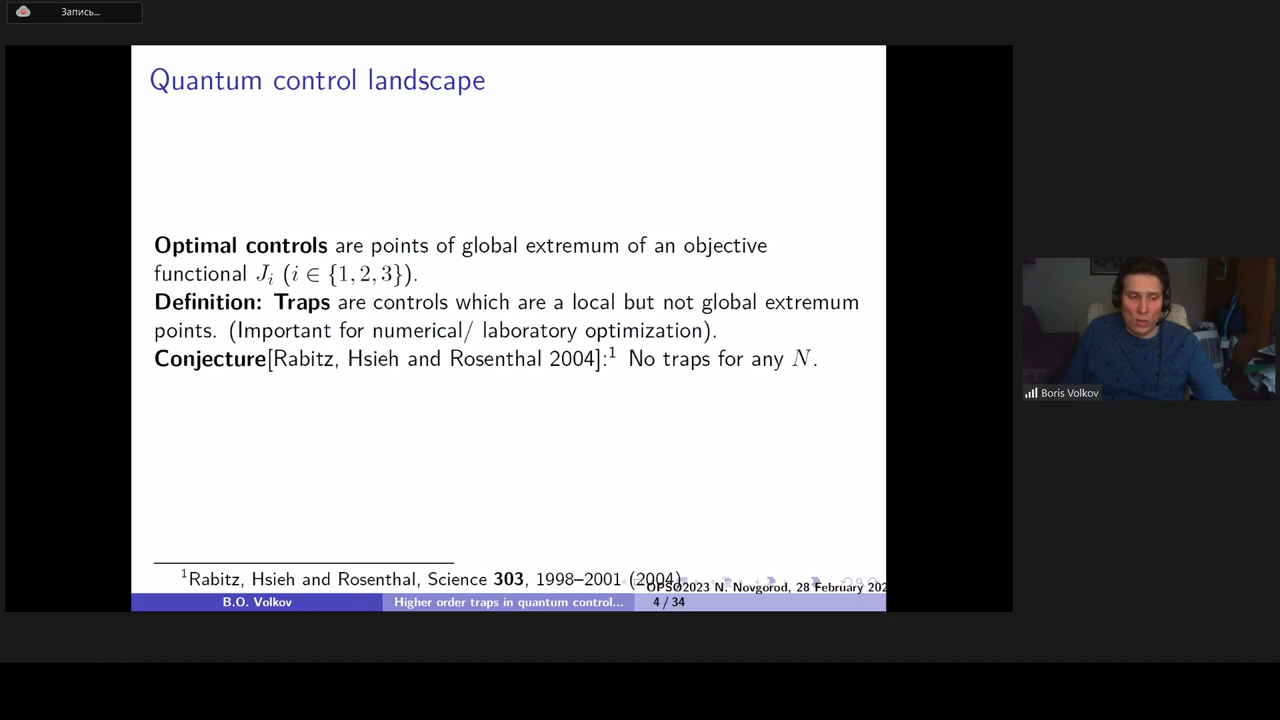 Запись...
Quantum control landscape
Optimal controls are points of global extremum of an objective
functional J_i (i ∈ {1, 2, 3}).
Definition: Traps are controls which are a local but not global extremum
points. (Important for numerical/ laboratory optimization).
Conjecture[Rabitz, Hsieh and Rosenthal 2004]:¹ No traps for any N.
Boris Volkov
¹Rabitz, Hsieh and Rosenthal, Science 303, 1998–2001 (2004)
OPSØ2023 N. Novgorod, 28 February 202
B.O. Volkov
Higher order traps in quantum control...
4 / 34